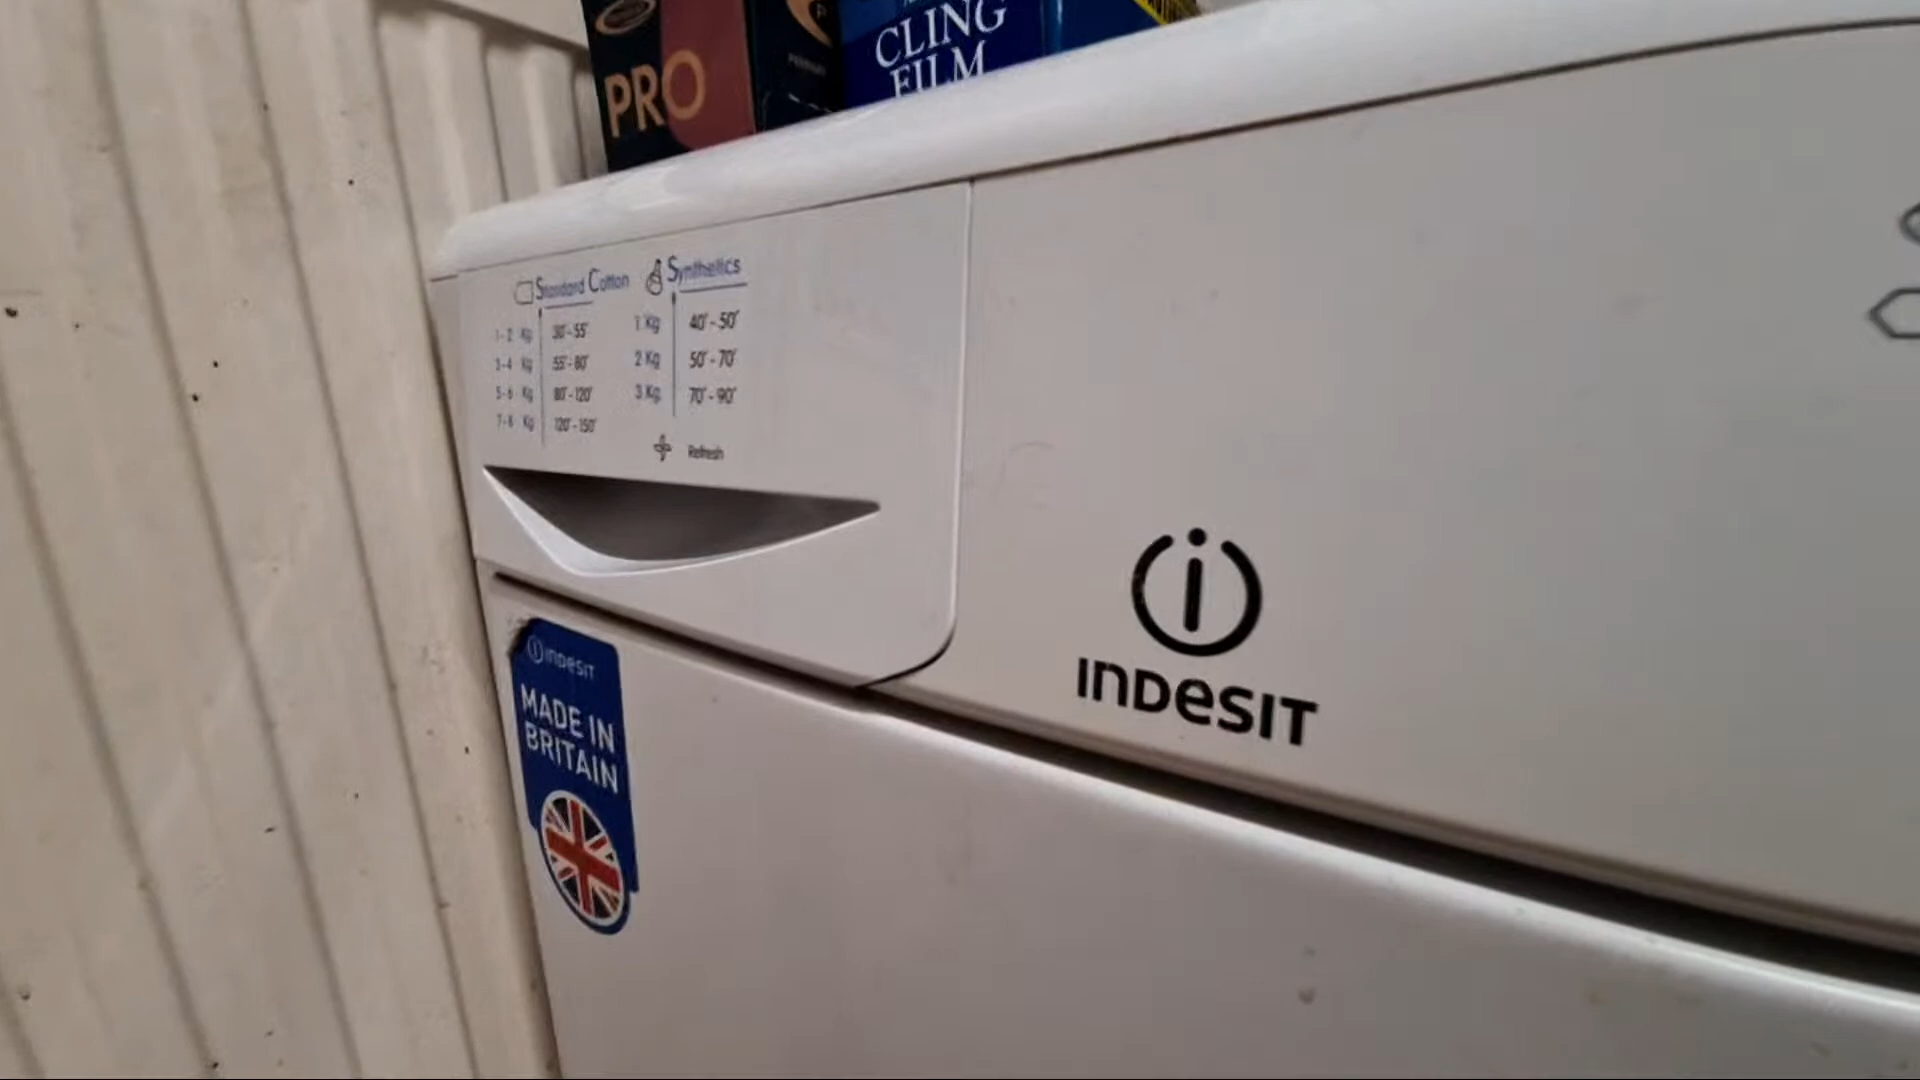 PRO
CLING
FILM
Standard Cotton
1-2 Kg 30'-55'
3-4 Kg 55'-80'
5-6 Kg 80'-120'
7-8 Kg 120'-150'
Synthetics
1 Kg 40'-50'
2 Kg 50'-70'
3 Kg 70'-90'
Refresh
INDESIT
INDESIT
MADE IN
BRITAIN